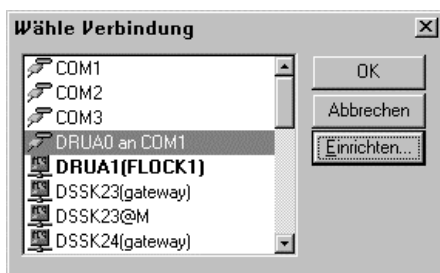 Wähle Verbindung
COM1
COM2
COM3
DRUA0 an COM1
DRUA1(FLOCK1)
DSSK23(gateway)
DSSK23@M
DSSK24(gateway)
OK
Abbrechen
Einrichten...